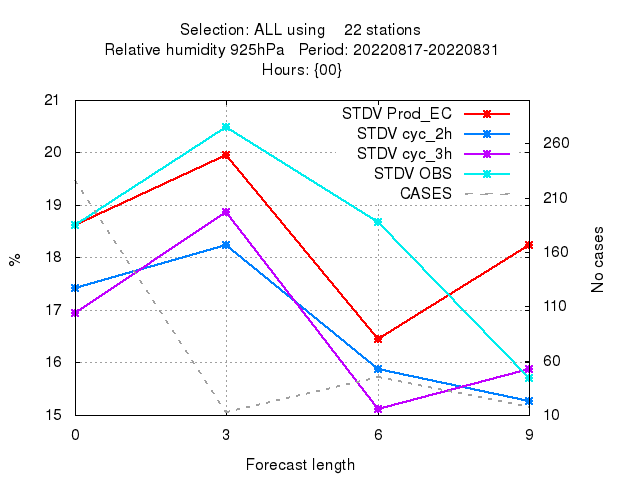 Selection: ALL using    22 stations
Relative humidity 925hPa   Period: 20220817-20220831
Hours: {00}
STDV Prod_EC
STDV cyc_2h
STDV cyc_3h
STDV OBS
CASES
21
20
19
18
17
16
15
%
260
210
160
110
60
10
No cases
0 3 6 9
Forecast length